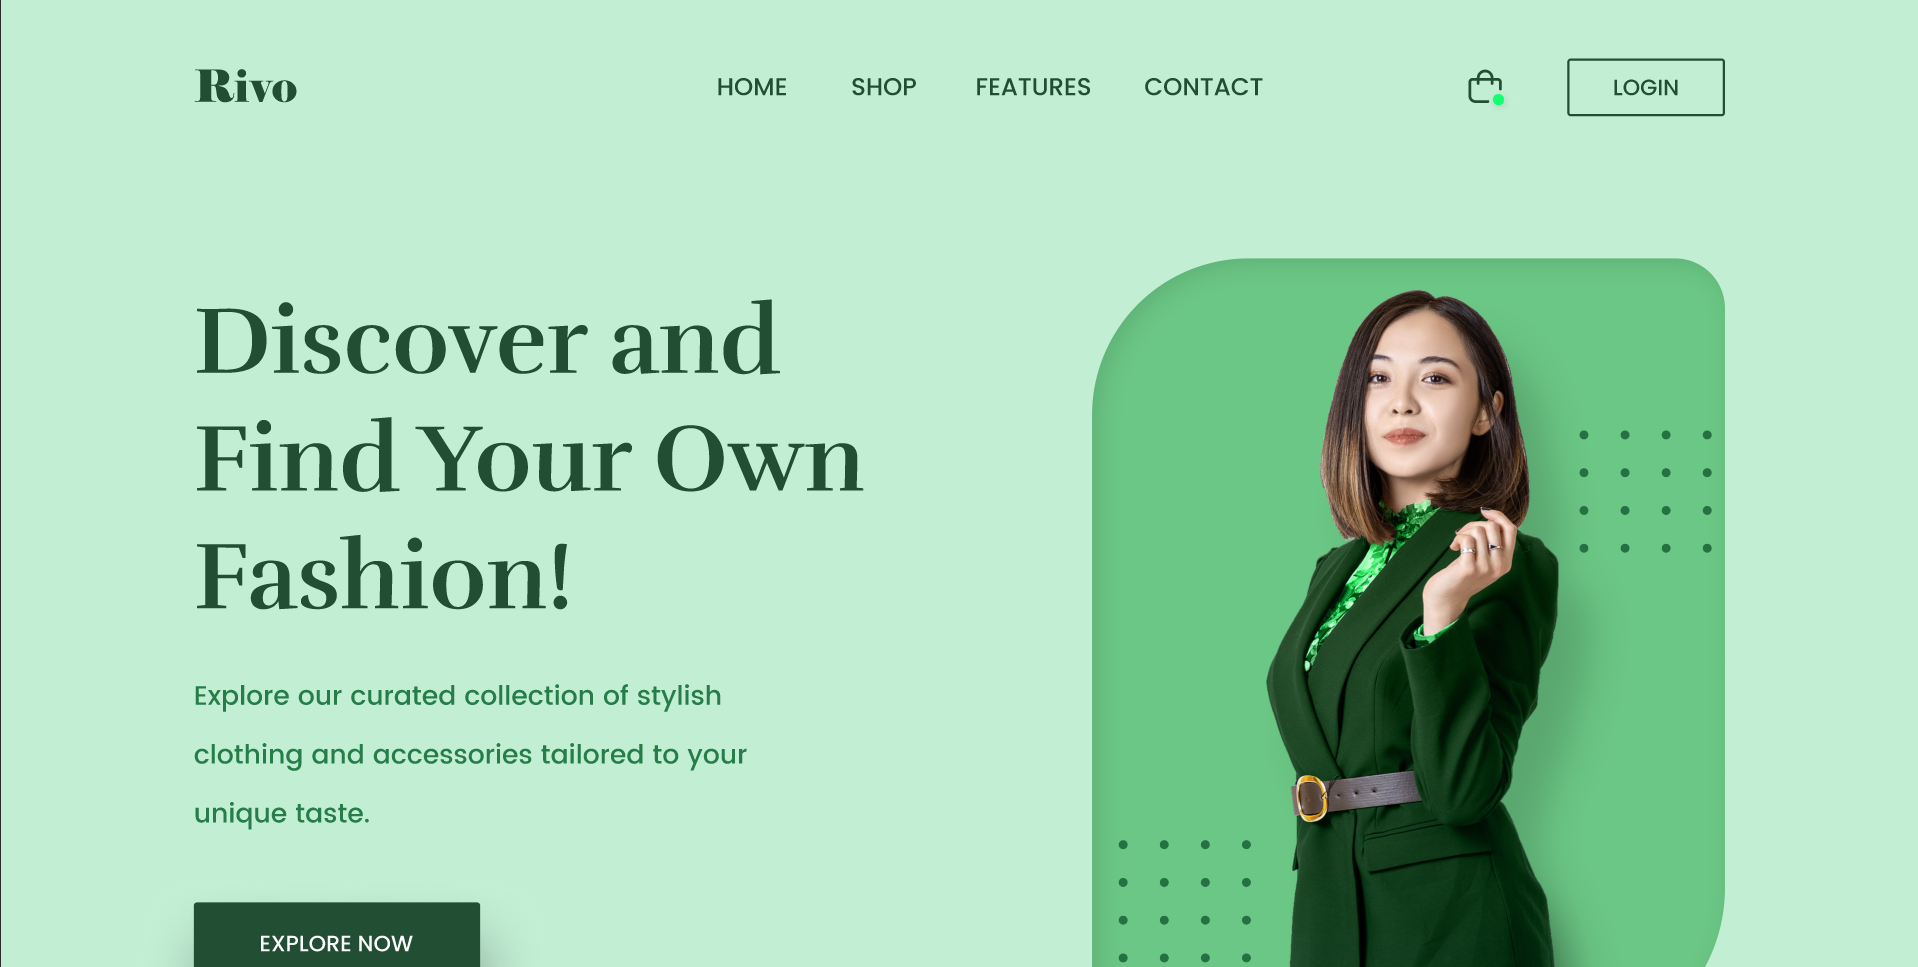 Rivo
HOME SHOP FEATURES CONTACT
LOGIN
Discover and
Find Your Own
Fashion!
Explore our curated collection of stylish
clothing and accessories tailored to your
unique taste.
EXPLORE NOW